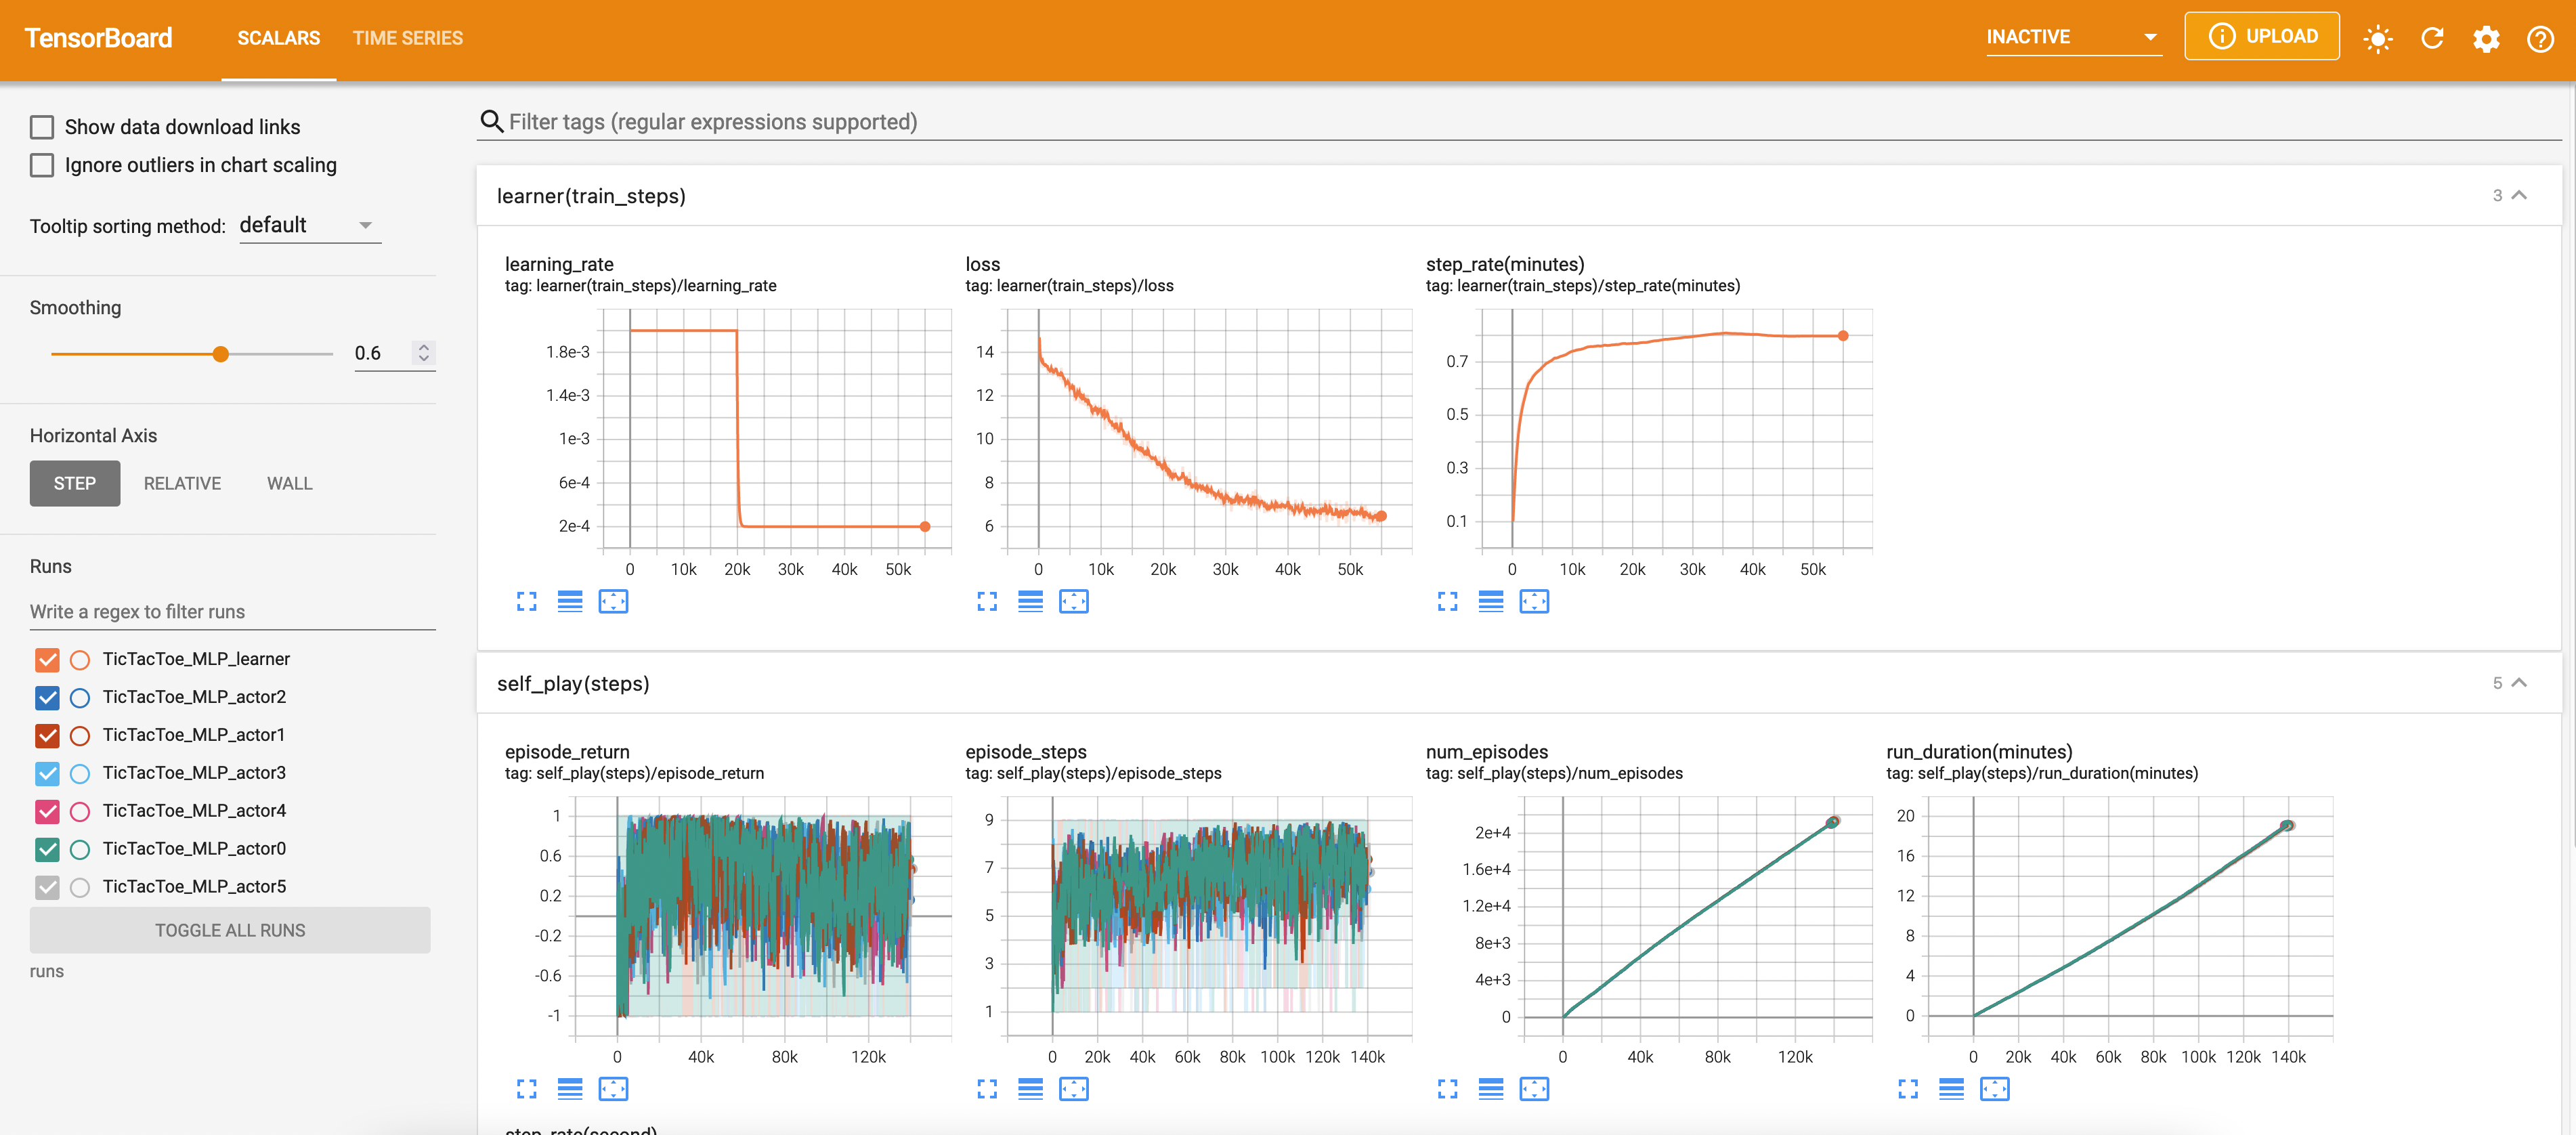 TensorBoard
SCALARS
TIME SERIES
INACTIVE
UPLOAD
Show data download links
Ignore outliers in chart scaling
Tooltip sorting method: default
Smoothing
0.6
Horizontal Axis
STEP
RELATIVE
WALL
Runs
Write a regex to filter runs
TicTacToe_MLP_learner
TicTacToe_MLP_actor2
TicTacToe_MLP_actor1
TicTacToe_MLP_actor3
TicTacToe_MLP_actor4
TicTacToe_MLP_actor0
TicTacToe_MLP_actor5
TOGGLE ALL RUNS
runs
Filter tags (regular expressions supported)
learner(train_steps)
3
learning_rate
tag: learner(train_steps)/learning_rate
1.8e-3
1.4e-3
1e-3
6e-4
2e-4
0 10k 20k 30k 40k 50k
loss
tag: learner(train_steps)/loss
14
12
10
8
6
0 10k 20k 30k 40k 50k
step_rate(minutes)
tag: learner(train_steps)/step_rate(minutes)
0.7
0.5
0.3
0.1
0 10k 20k 30k 40k 50k
self_play(steps)
5
episode_return
tag: self_play(steps)/episode_return
1
0.6
0.2
-0.2
-0.6
-1
0 40k 80k 120k
episode_steps
tag: self_play(steps)/episode_steps
9
7
5
3
1
0 20k 40k 60k 80k 100k 120k 140k
num_episodes
tag: self_play(steps)/num_episodes
2e+4
1.6e+4
1.2e+4
8e+3
4e+3
0
0 40k 80k 120k
run_duration(minutes)
tag: self_play(steps)/run_duration(minutes)
20
16
12
8
4
0
0 20k 40k 60k 80k 100k 120k 140k
step_rate(second)